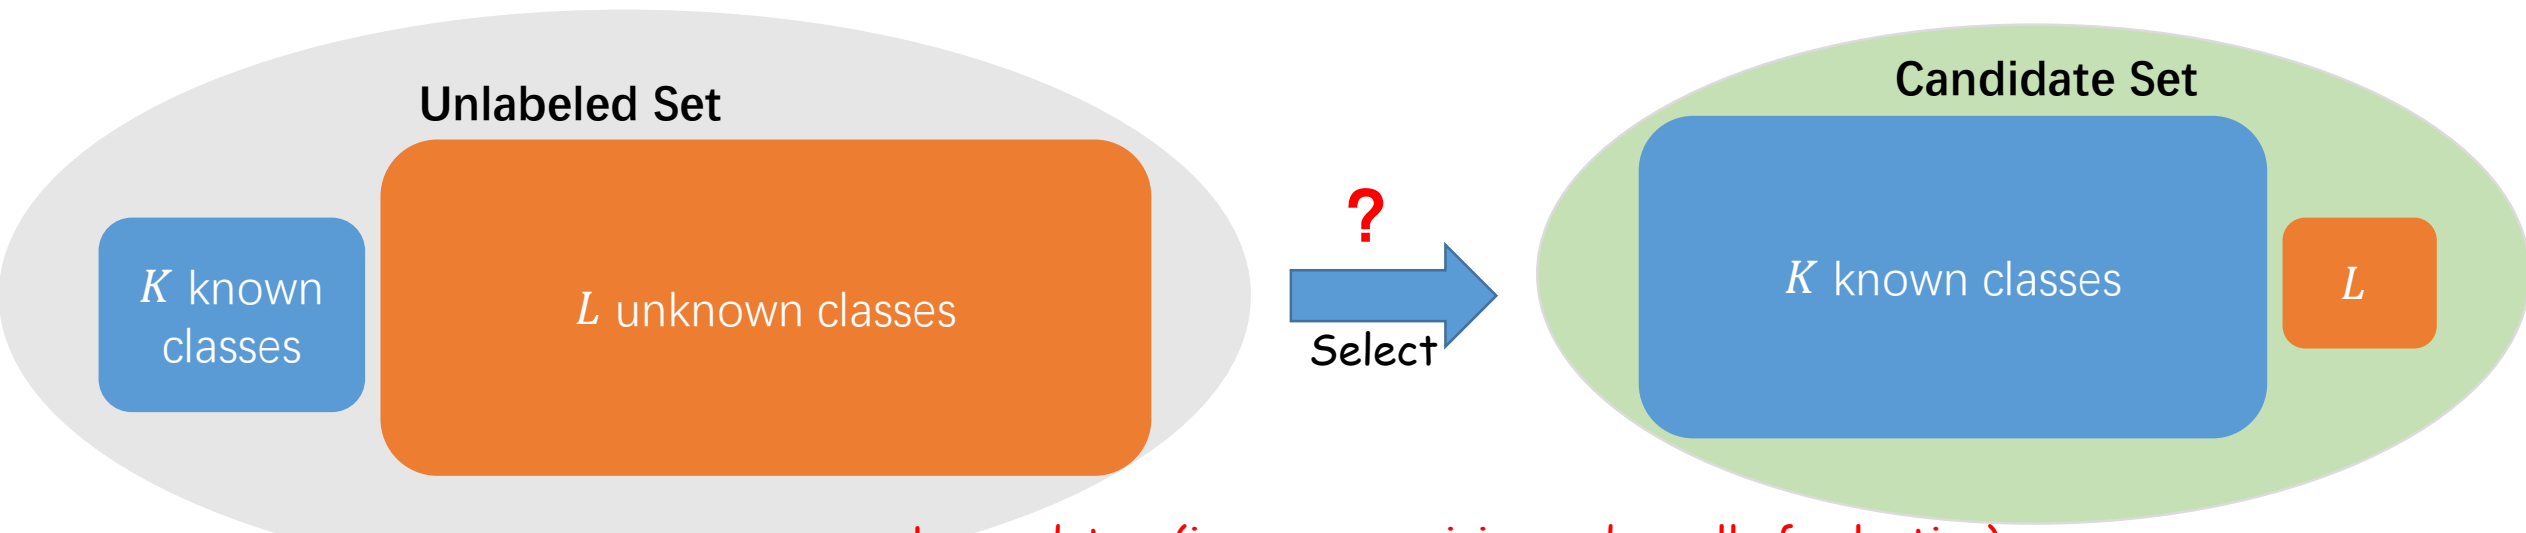 Unlabeled Set
K known
classes
L unknown classes
?
Select
Candidate Set
K known classes
L